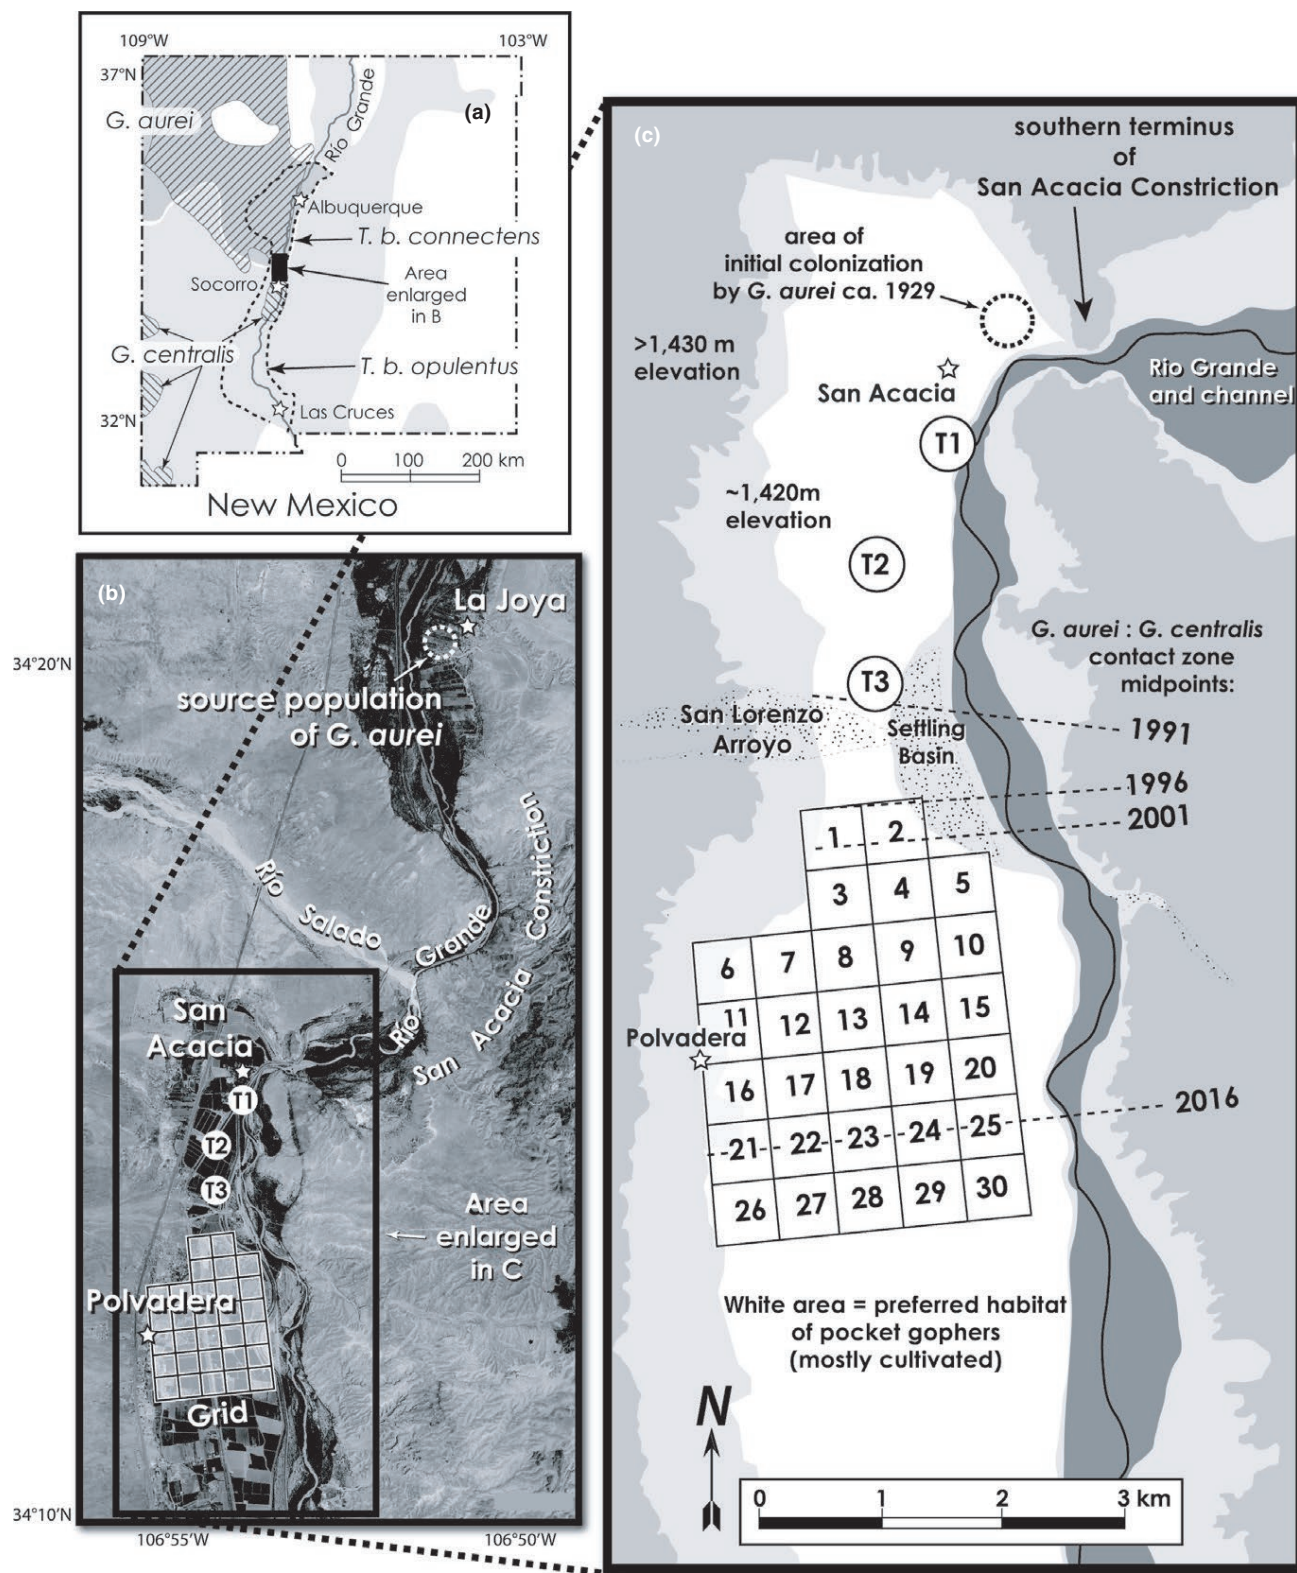 109°W
103°W
37°N
(a)
G. aurei
Río Grande
Albuquerque
T. b. connectens
Area
enlarged
in B
Socorro
G. centralis
T. b. opulentus
Las Cruces
32°N
0 100 200
km
New Mexico
(b)
La Joya
34°20'N
source population
of G. aurei
Río
Salado
Río
Grande
San Acacia
Constriction
San
Acacia
T1
T2
T3
Area
enlarged
in C
Polvadera
Grid
34°10'N
106°55'W
106°50'W
(c)
southern terminus
of
San Acacia Constriction
area of
initial colonization
by G. aurei ca. 1929
>1,430 m
elevation
San Acacia
Rio Grande
and channel
T1
~1,420m
elevation
T2
G. aurei : G. centralis
contact zone
midpoints:
T3
San Lorenzo
Arroyo
Settling
Basin
1991
1996
2001
1 2
3 4 5
6 7 8 9 10
11 12 13 14 15
Polvadera
16 17 18 19 20
2016
21 22 23 24 25
26 27 28 29 30
White area = preferred habitat
of pocket gophers
(mostly cultivated)
N
0 1 2 3 km